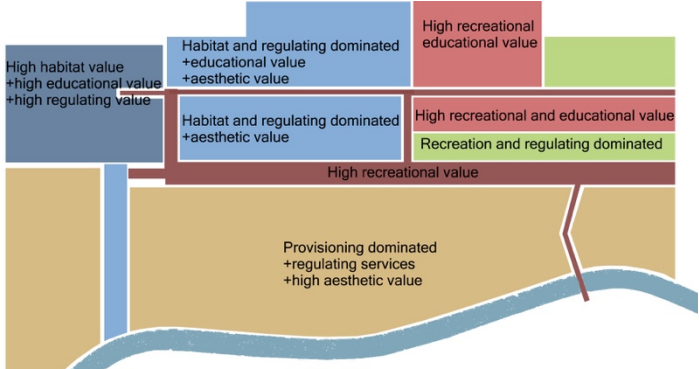 High recreational
educational value
Habitat and regulating dominated
+educational value
+aesthetic value
High habitat value
+high educational value
+high regulating value
Habitat and regulating dominated
+aesthetic value
High recreational and educational value
Recreation and regulating dominated
High recreational value
Provisioning dominated
+regulating services
+high aesthetic value